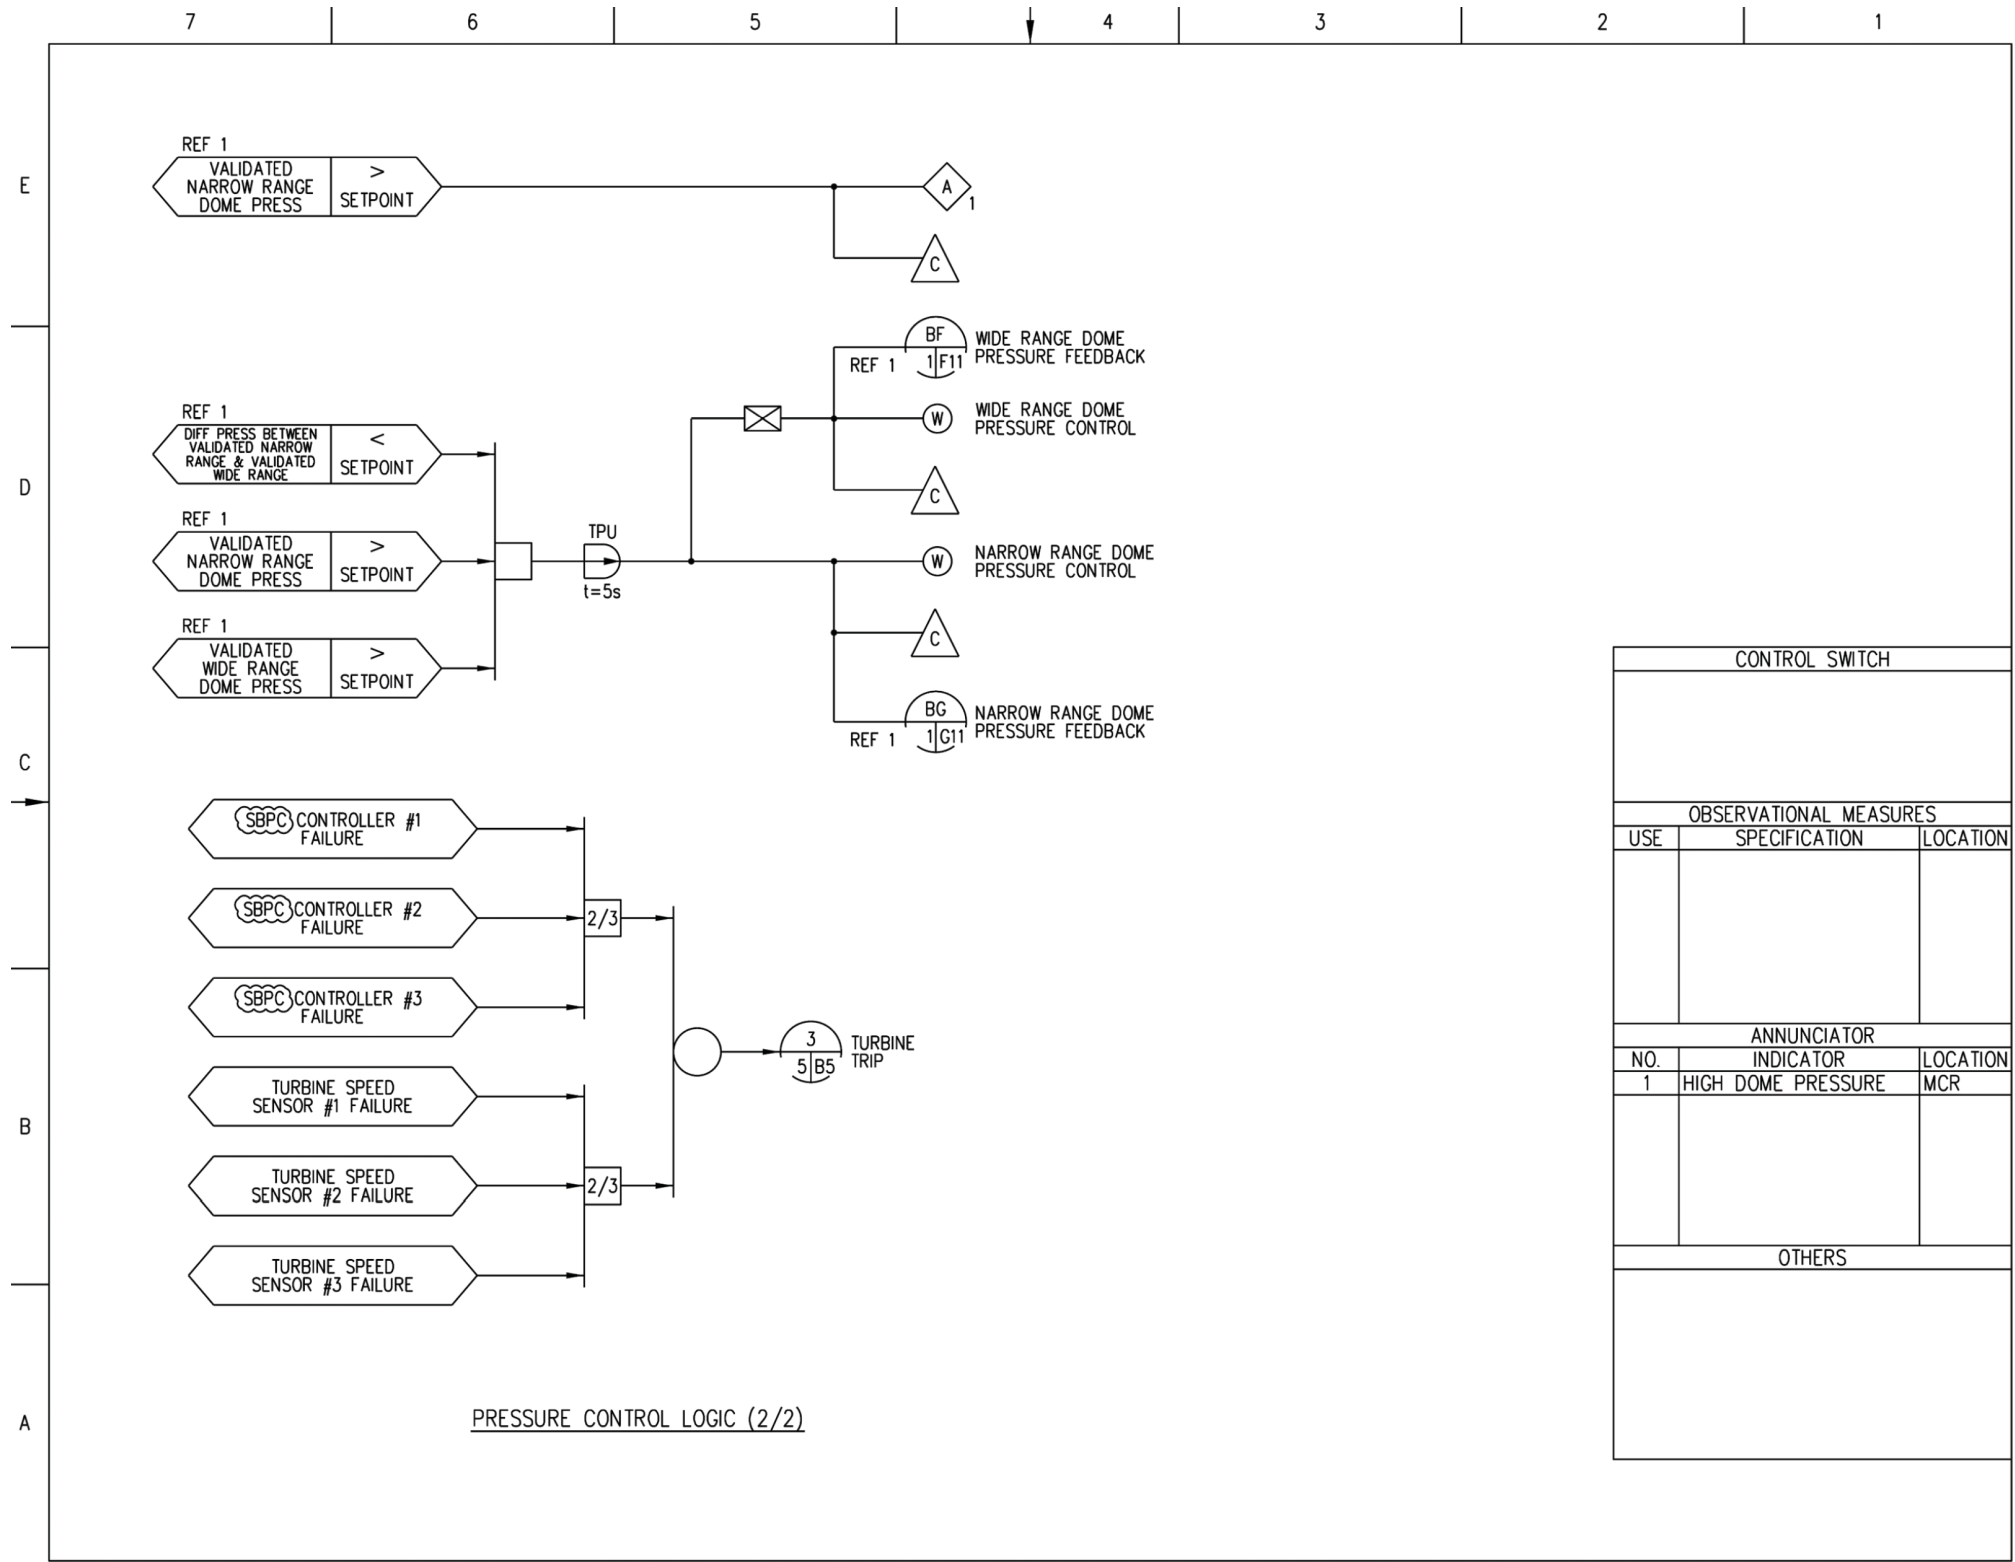 7 6 5 4 3 2 1
E
REF 1
VALIDATED
NARROW RANGE
DOME PRESS
>
SETPOINT
A
1
C
BF
1 F11
REF 1
WIDE RANGE DOME
PRESSURE FEEDBACK
W
WIDE RANGE DOME
PRESSURE CONTROL
REF 1
DIFF PRESS BETWEEN
VALIDATED NARROW
RANGE & VALIDATED
WIDE RANGE
<
SETPOINT
D
C
REF 1
VALIDATED
NARROW RANGE
DOME PRESS
>
SETPOINT
TPU
t=5s
W
NARROW RANGE DOME
PRESSURE CONTROL
C
REF 1
VALIDATED
WIDE RANGE
DOME PRESS
>
SETPOINT
BG
1 G11
REF 1
NARROW RANGE DOME
PRESSURE FEEDBACK
C
SBPC CONTROLLER #1
FAILURE
SBPC CONTROLLER #2
FAILURE
2/3
SBPC CONTROLLER #3
FAILURE
3
5 B5
TURBINE
TRIP
TURBINE SPEED
SENSOR #1 FAILURE
B
TURBINE SPEED
SENSOR #2 FAILURE
2/3
TURBINE SPEED
SENSOR #3 FAILURE
A
PRESSURE CONTROL LOGIC (2/2)
CONTROL SWITCH
OBSERVATIONAL MEASURES
USE SPECIFICATION LOCATION
ANNUNCIATOR
NO. INDICATOR LOCATION
1 HIGH DOME PRESSURE MCR
OTHERS